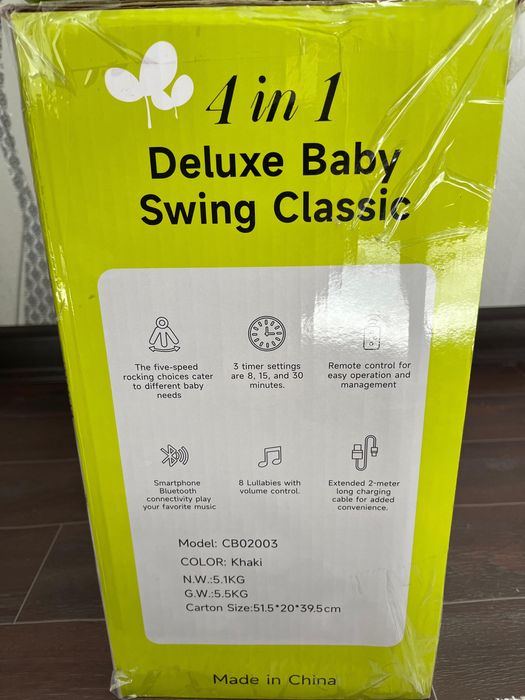 4 in 1
Deluxe Baby
Swing Classic
The five-speed
rocking choices cater
to different baby
needs
3 timer settings
are 8, 15, and 30
minutes.
Remote control for
easy operation and
management
Smartphone
Bluetooth
connectivity play
your favorite music
8 Lullabies with
volume control.
Extended 2-meter
long charging
cable for added
convenience.
Model: CB02003
COLOR: Khaki
N.W.:5.1KG
G.W.:5.5KG
Carton Size:51.5*20*39.5cm
Made in China